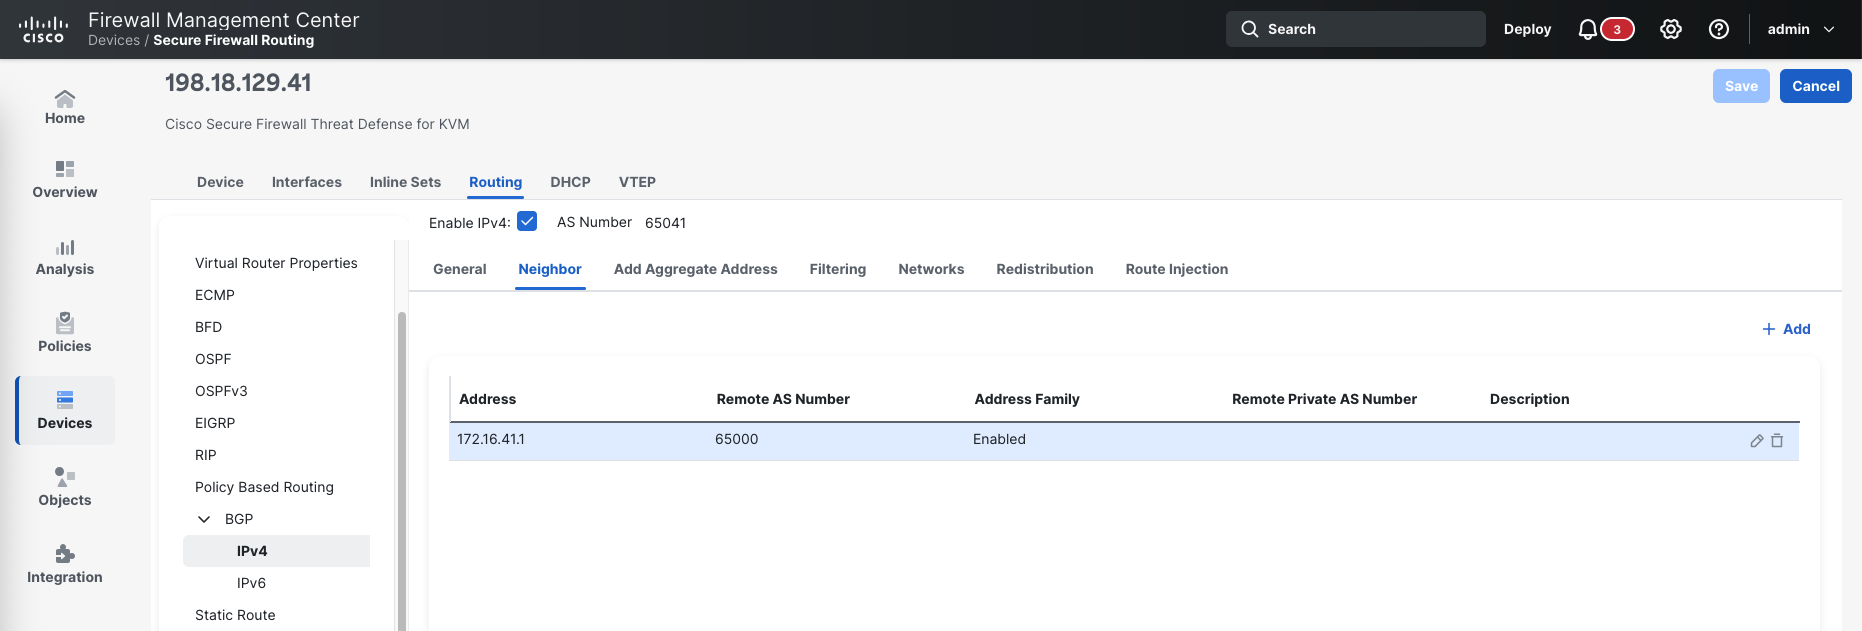 CISCO
Firewall Management Center
Devices / Secure Firewall Routing
Search
Deploy
3
admin
198.18.129.41
Save
Cancel
Cisco Secure Firewall Threat Defense for KVM
Home
Overview
Analysis
Policies
Devices
Objects
Integration
Device Interfaces Inline Sets Routing DHCP VTEP
Virtual Router Properties
ECMP
BFD
OSPF
OSPFv3
EIGRP
RIP
Policy Based Routing
BGP
IPv4
IPv6
Static Route
Enable IPv4: AS Number 65041
General Neighbor Add Aggregate Address Filtering Networks Redistribution Route Injection
+ Add
Address Remote AS Number Address Family Remote Private AS Number Description
172.16.41.1 65000 Enabled